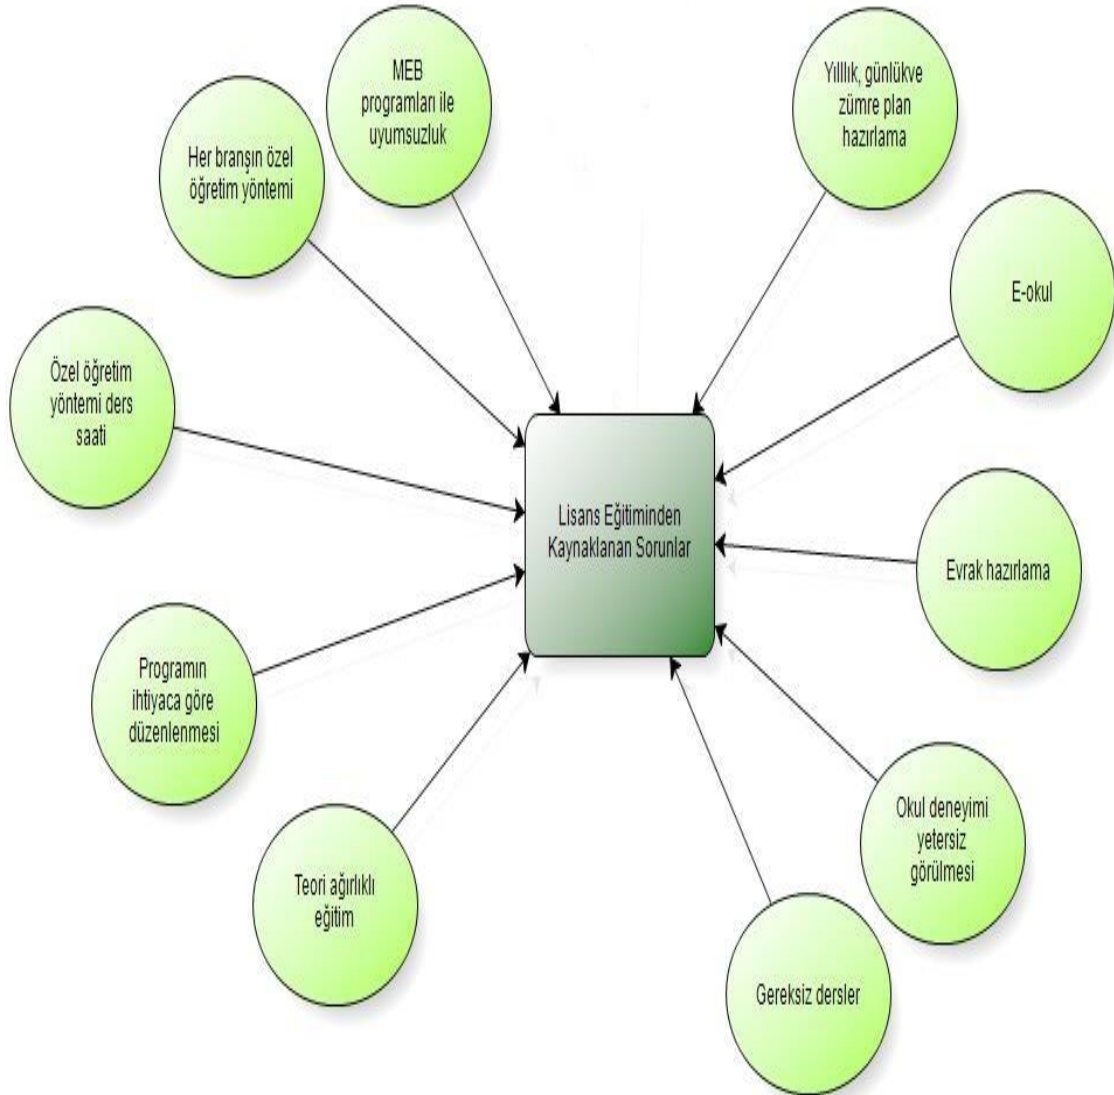 MEB
programları ile
uyumsuzluk
Yılllık, günlükve
zümre plan
hazırlama
Her branşın özel
öğretim yöntemi
E-okul
Özel öğretim
yöntemi ders
saati
Lisans Eğitiminden
Kaynaklanan Sorunlar
Evrak hazırlama
Programın
ihtiyaca göre
düzenlenmesi
Okul deneyimi
yetersiz
görülmesi
Teori ağırlıklı
eğitim
Gereksiz dersler